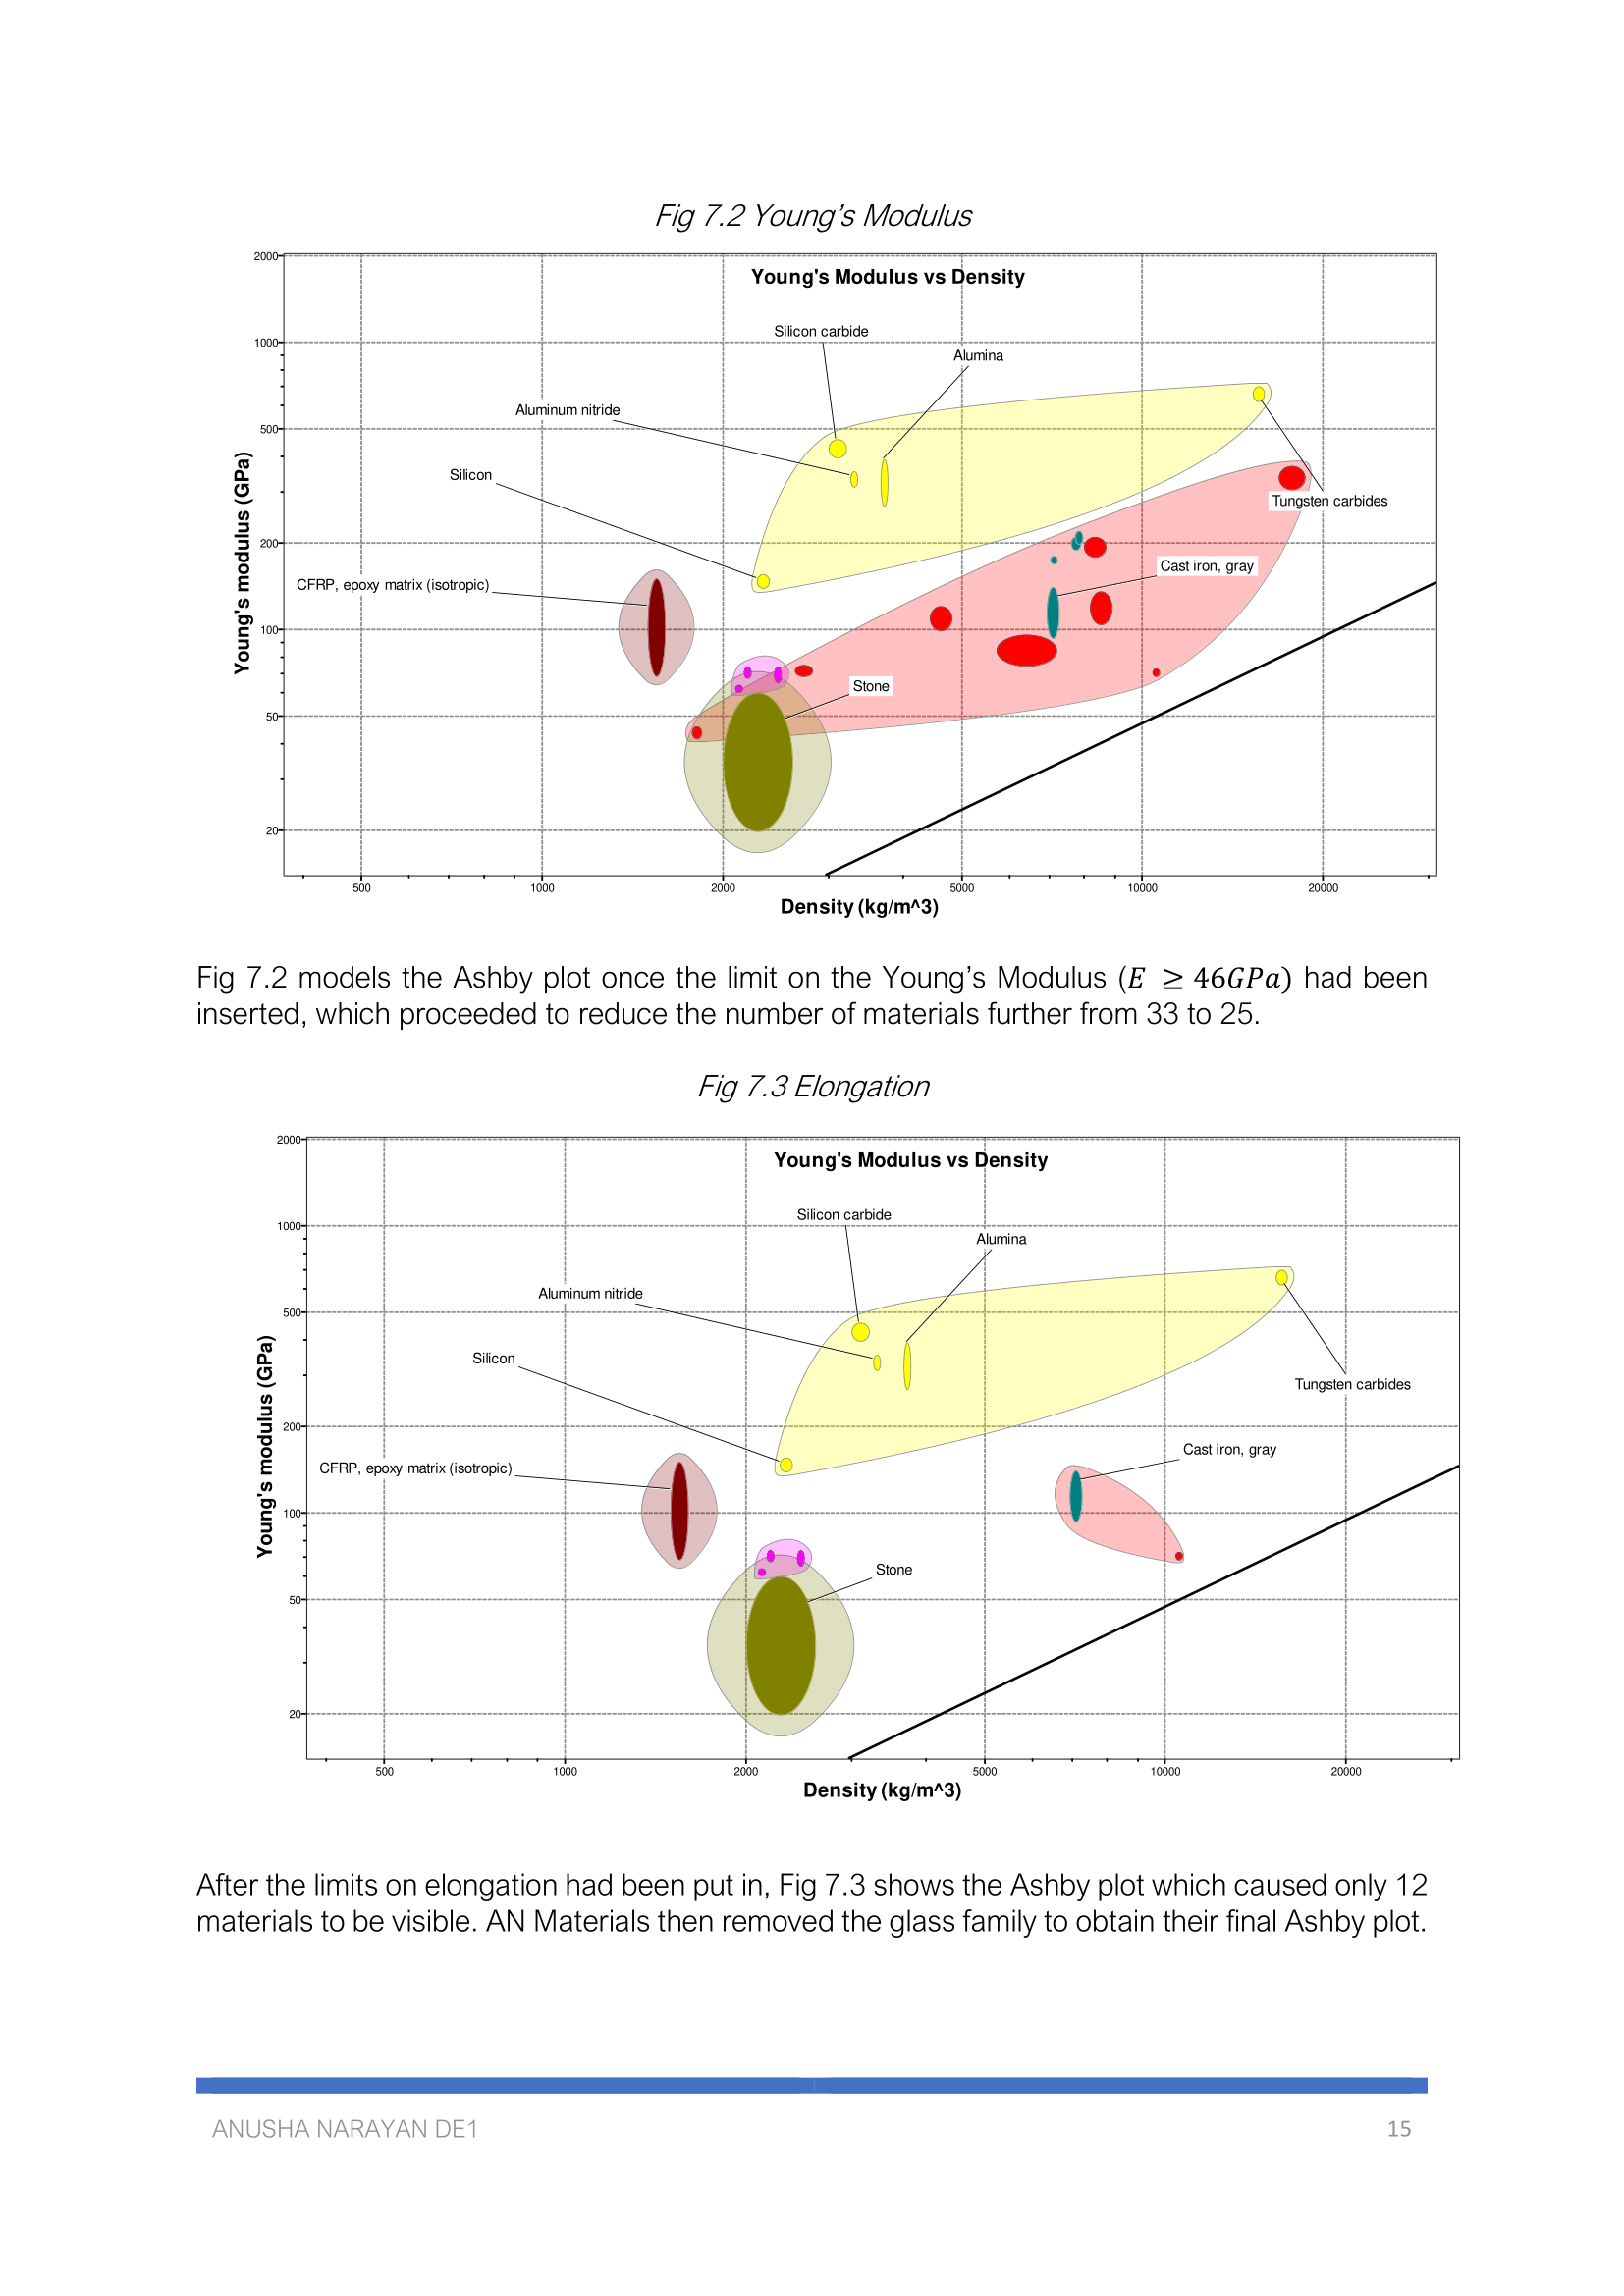 Fig 7.2 Young's Modulus
Young's Modulus vs Density
2000
1000
500
200
100
50
20
Young's modulus (GPa)
Silicon carbide
Alumina
Aluminum nitride
Silicon
Tungsten carbides
Cast iron, gray
CFRP, epoxy matrix (isotropic)
Stone
500 1000 2000 5000 10000 20000
Density (kg/m^3)
Fig 7.2 models the Ashby plot once the limit on the Young's Modulus (E ≥ 46GPa) had been
inserted, which proceeded to reduce the number of materials further from 33 to 25.
Fig 7.3 Elongation
Young's Modulus vs Density
2000
1000
500
200
100
50
20
Young's modulus (GPa)
Silicon carbide
Alumina
Aluminum nitride
Silicon
Tungsten carbides
Cast iron, gray
CFRP, epoxy matrix (isotropic)
Stone
500 1000 2000 5000 10000 20000
Density (kg/m^3)
After the limits on elongation had been put in, Fig 7.3 shows the Ashby plot which caused only 12
materials to be visible. AN Materials then removed the glass family to obtain their final Ashby plot.
ANUSHA NARAYAN DE1 15